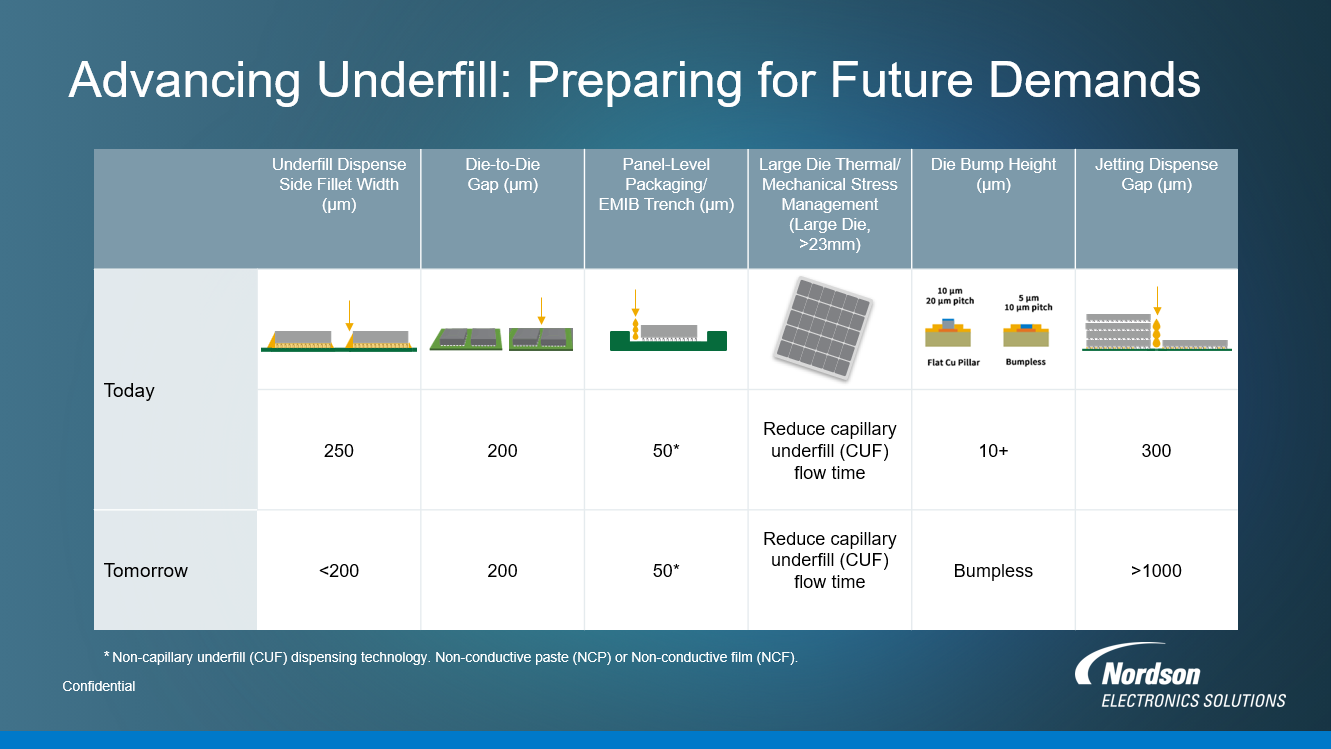 Advancing Underfill: Preparing for Future Demands
Underfill Dispense
Side Fillet Width
(µm)
Die-to-Die
Gap (µm)
Panel-Level
Packaging/
EMIB Trench (µm)
Large Die Thermal/
Mechanical Stress
Management
(Large Die,
>23mm)
Die Bump Height
(µm)
Jetting Dispense
Gap (µm)
Today
10 µm
20 µm pitch
5 µm
10 µm pitch
Flat Cu Pillar
Bumpless
250
200
50*
Reduce capillary
underfill (CUF)
flow time
10+
300
Tomorrow
<200
200
50*
Reduce capillary
underfill (CUF)
flow time
Bumpless
>1000
* Non-capillary underfill (CUF) dispensing technology. Non-conductive paste (NCP) or Non-conductive film (NCF).
Confidential
Nordson
ELECTRONICS SOLUTIONS